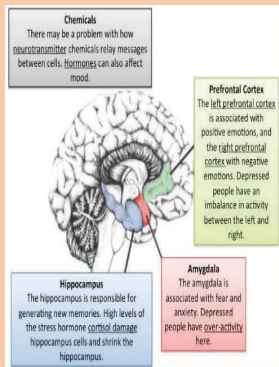 Chemicals
There may be a problem with how
neurotransmitter chemicals relay messages
between cells. Hormones can also affect
mood.
Prefrontal Cortex
The left prefrontal cortex
is associated with
positive emotions, and
the right prefrontal
cortex with negative
emotions. Depressed
people have an
imbalance in activity
between the left and
right.
Hippocampus
The hippocampus is responsible for
generating new memories. High levels of
the stress hormone cortisol damage
hippocampus cells and shrink the
hippocampus.
Amygdala
The amygdala is
associated with fear and
anxiety. Depressed
people have over-activity
here.